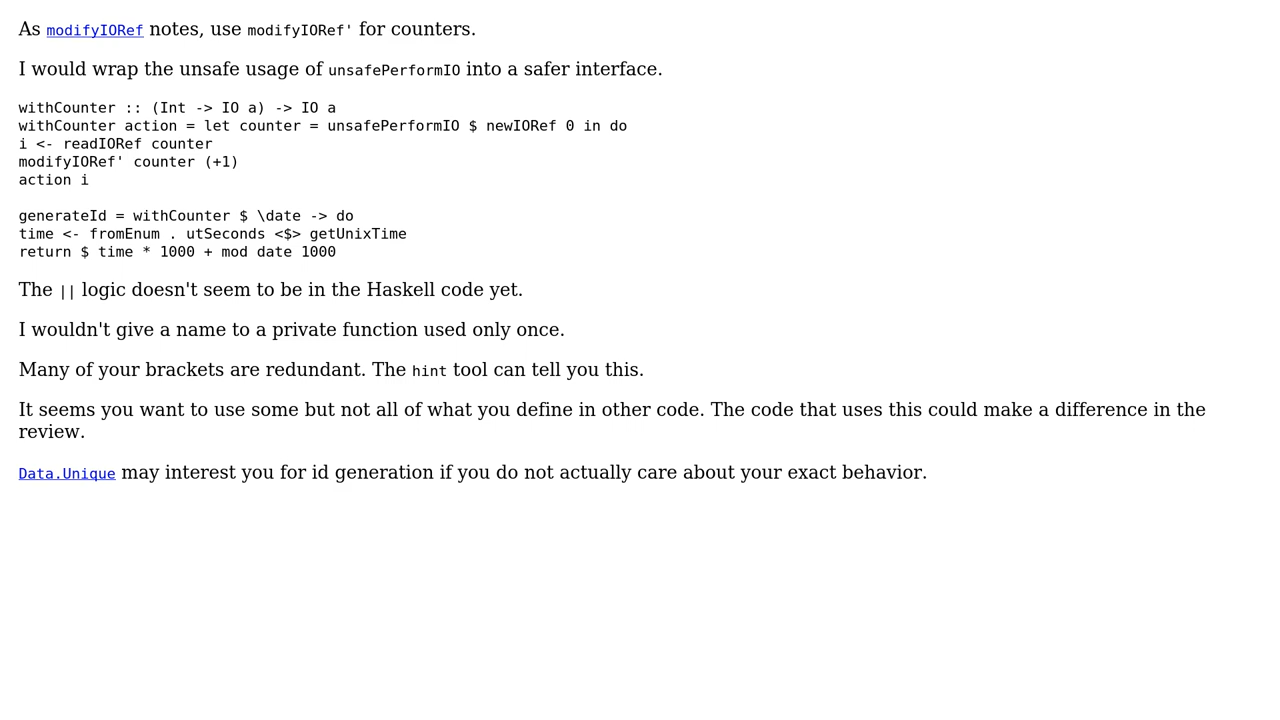 As modifyIORef notes, use modifyIORef' for counters.
I would wrap the unsafe usage of unsafePerformIO into a safer interface.
withCounter :: (Int -> IO a) -> IO a
withCounter action = let counter = unsafePerformIO $ newIORef 0 in do
i <- readIORef counter
modifyIORef' counter (+1)
action i
generateId = withCounter $ \date -> do
time <- fromEnum . utSeconds <$> getUnixTime
return $ time * 1000 + mod date 1000
The || logic doesn't seem to be in the Haskell code yet.
I wouldn't give a name to a private function used only once.
Many of your brackets are redundant. The hint tool can tell you this.
It seems you want to use some but not all of what you define in other code. The code that uses this could make a difference in the
review.
Data.Unique may interest you for id generation if you do not actually care about your exact behavior.